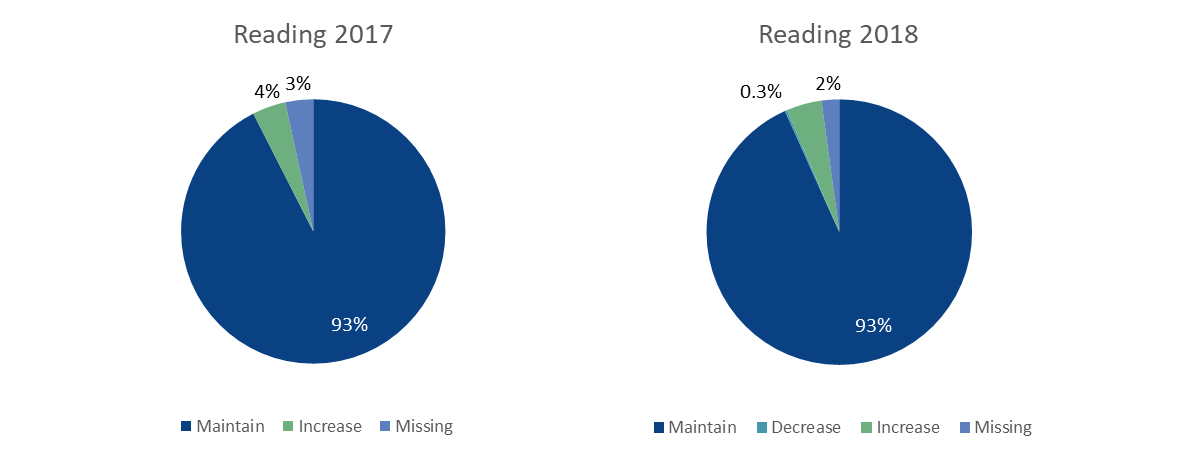 Reading 2017
4%
3%
93%
Maintain
Increase
Missing
Reading 2018
0.3%
2%
93%
Maintain
Decrease
Increase
Missing